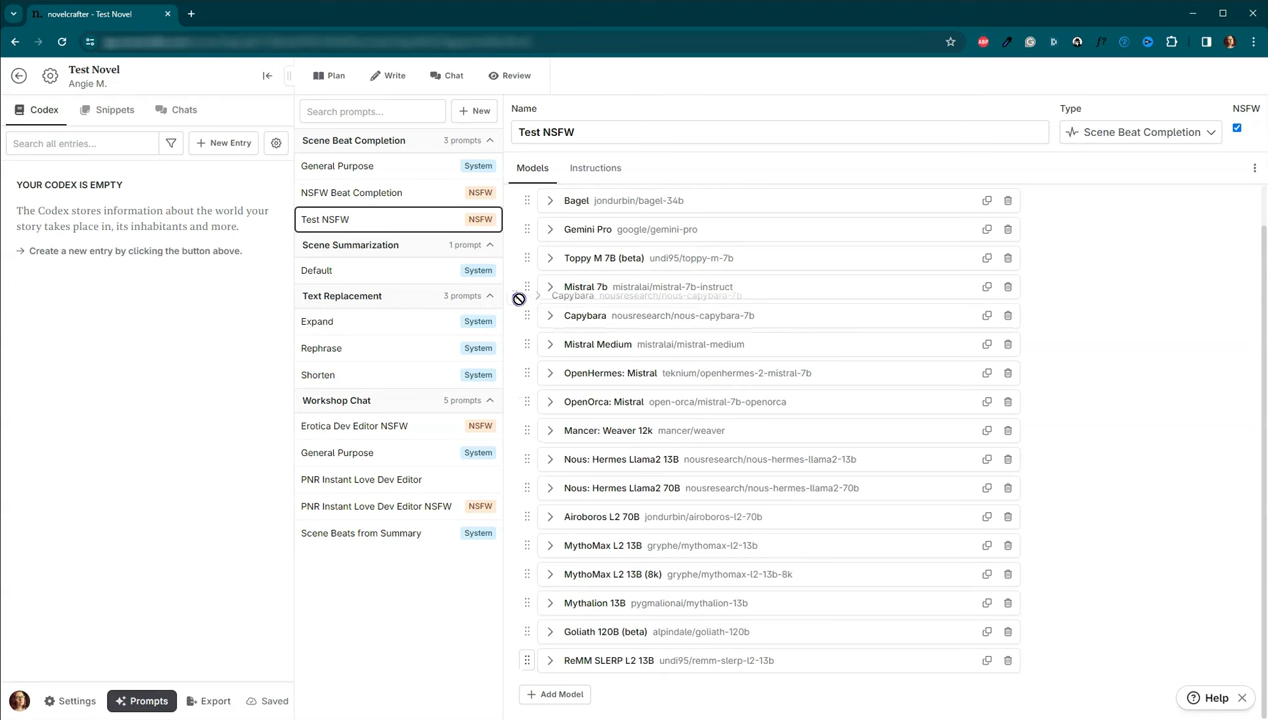 novelcrafter - Test Novel
Test Novel
Angie M.
Plan
Write
Chat
Review
Codex
Snippets
Chats
Search all entries...
New Entry
YOUR CODEX IS EMPTY
The Codex stores information about the world your
story takes place in, its inhabitants and more.
→ Create a new entry by clicking the button above.
Settings
Prompts
Export
Saved
Search prompts...
New
Scene Beat Completion 3 prompts
General Purpose System
NSFW Beat Completion NSFW
Test NSFW NSFW
Scene Summarization 1 prompt
Default System
Text Replacement 3 prompts
Expand System
Rephrase System
Shorten System
Workshop Chat 5 prompts
Erotica Dev Editor NSFW NSFW
General Purpose System
PNR Instant Love Dev Editor
PNR Instant Love Dev Editor NSFW NSFW
Scene Beats from Summary System
Name
Test NSFW
Type
Scene Beat Completion
NSFW
Models
Instructions
Bagel jondurbin/bagel-34b
Gemini Pro google/gemini-pro
Toppy M 7B (beta) undi95/toppy-m-7b
Mistral 7b mistralai/mistral-7b-instruct
Capybara nousresearch/nous-capybara-7b
Capybara nousresearch/nous-capybara-7b
Mistral Medium mistralai/mistral-medium
OpenHermes: Mistral teknium/openhermes-2-mistral-7b
OpenOrca: Mistral open-orca/mistral-7b-openorca
Mancer: Weaver 12k mancer/weaver
Nous: Hermes Llama2 13B nousresearch/nous-hermes-llama2-13b
Nous: Hermes Llama2 70B nousresearch/nous-hermes-llama2-70b
Airoboros L2 70B jondurbin/airoboros-l2-70b
MythoMax L2 13B gryphe/mythomax-l2-13b
MythoMax L2 13B (8k) gryphe/mythomax-l2-13b-8k
Mythalion 13B pygmalionai/mythalion-13b
Goliath 120B (beta) alpindale/goliath-120b
ReMM SLERP L2 13B undi95/remm-slerp-l2-13b
Add Model
Help